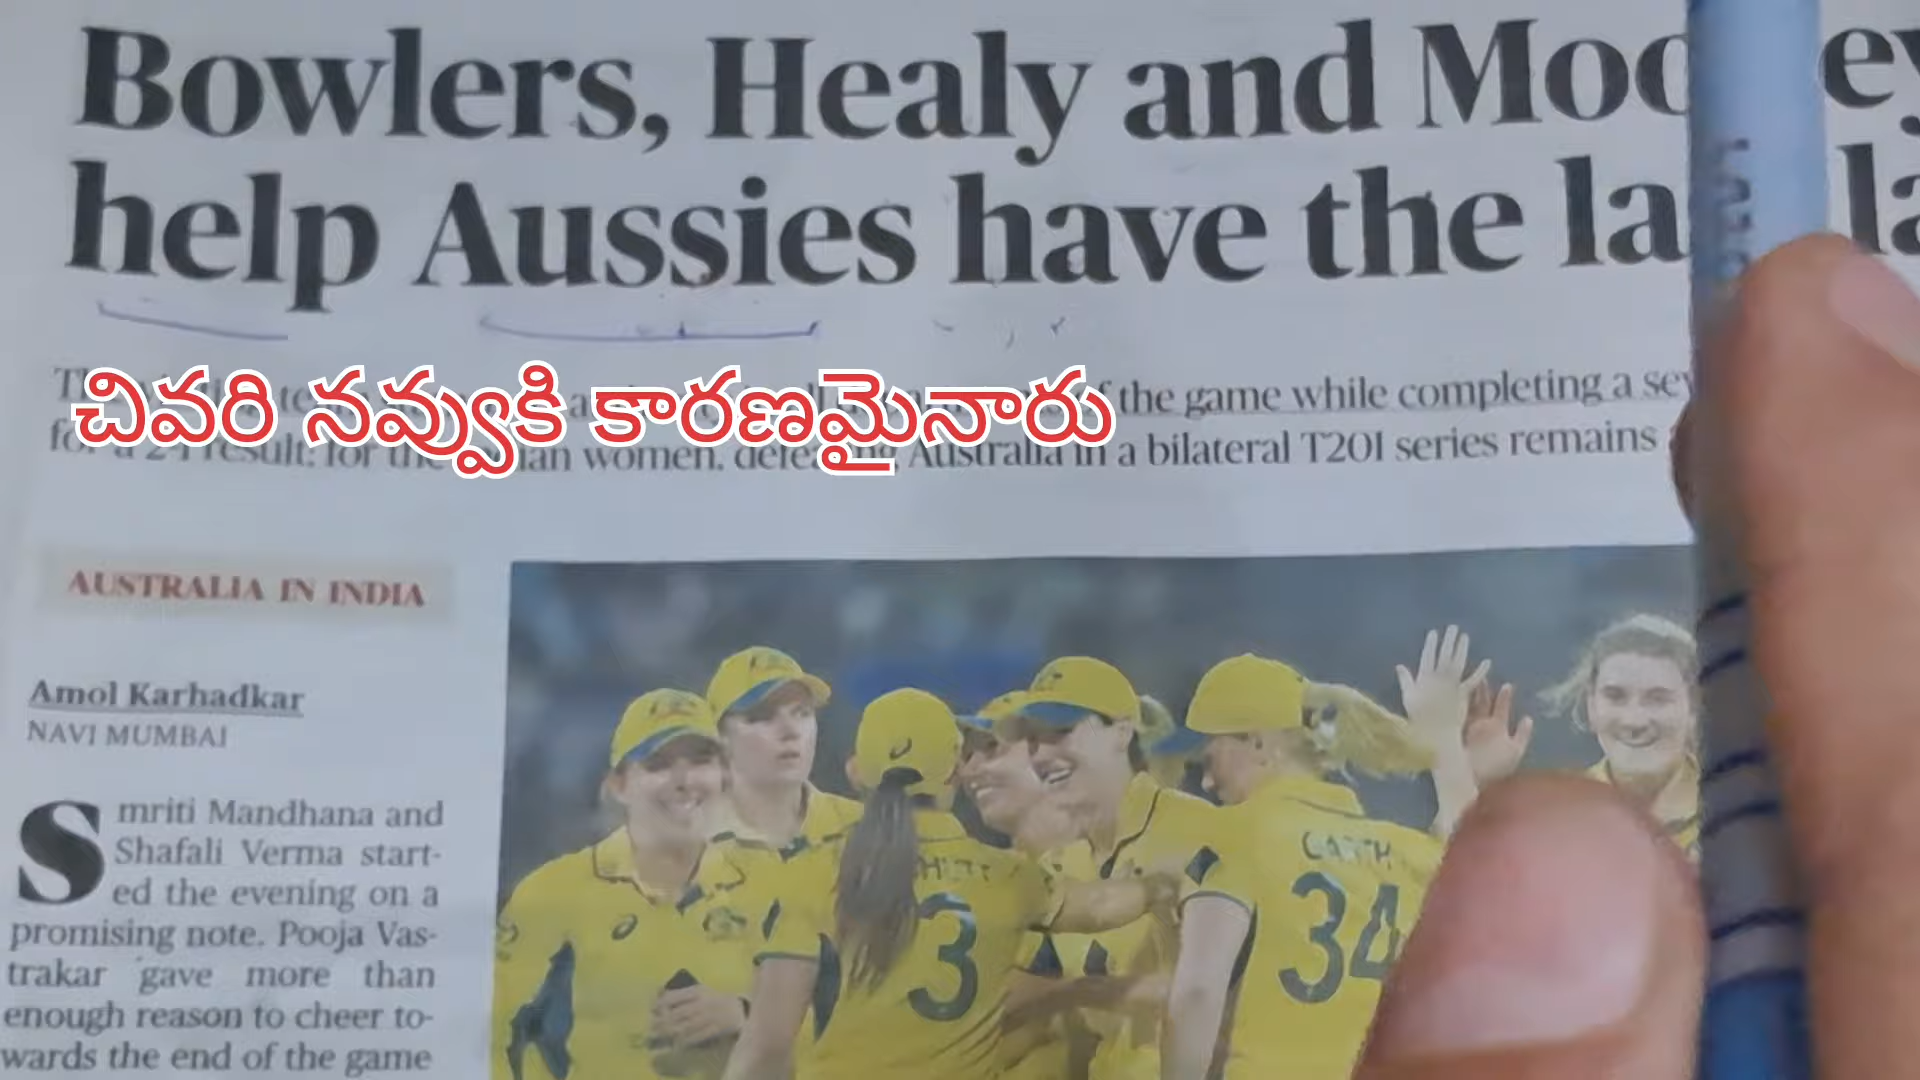 Bowlers, Healy and
help Aussies have the
చివరి నవ్వుకి కారణమైనారు
the game while completing a
women, Australia in a bilateral T20I series remains
AUSTRALIA IN INDIA
Amol Karhadkar
NAVI MUMBAI
Smriti Mandhana and
Shafali Verma start-
ed the evening on a
promising note. Pooja Vas-
trakar gave more than
enough reason to cheer to-
wards the end of the game
3
34